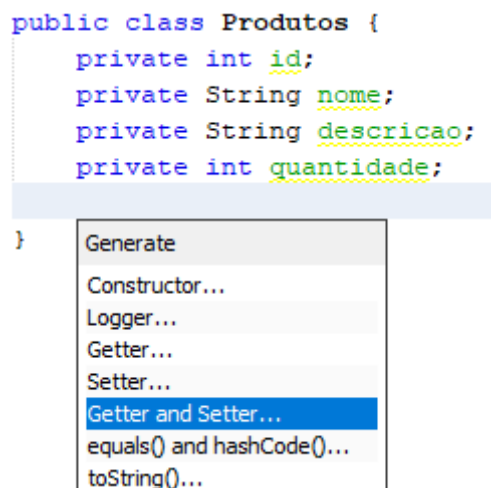 public class Produtos {
private int id;
private String nome;
private String descricao;
private int quantidade;
}
Generate
Constructor...
Logger...
Getter...
Setter...
Getter and Setter...
equals() and hashCode()...
toString()...